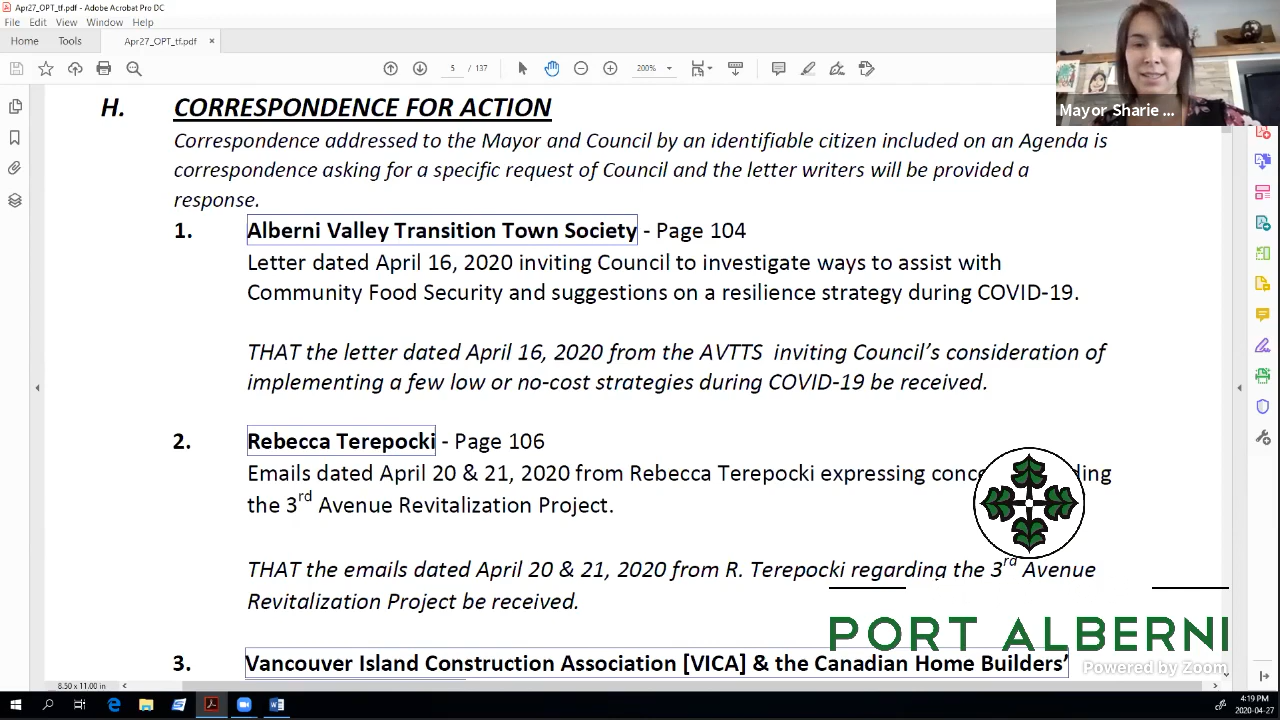 Apr27_OPT_tf.pdf - Adobe Acrobat Pro DC
File Edit View Window Help
Home Tools Apr27_OPT_tf.pdf ×
5 / 137 200%
Mayor Sharie ...
H. CORRESPONDENCE FOR ACTION
Correspondence addressed to the Mayor and Council by an identifiable citizen included on an Agenda is
correspondence asking for a specific request of Council and the letter writers will be provided a
response.
1. Alberni Valley Transition Town Society - Page 104
Letter dated April 16, 2020 inviting Council to investigate ways to assist with
Community Food Security and suggestions on a resilience strategy during COVID-19.
THAT the letter dated April 16, 2020 from the AVTTS inviting Council’s consideration of
implementing a few low or no-cost strategies during COVID-19 be received.
2. Rebecca Terepocki - Page 106
Emails dated April 20 & 21, 2020 from Rebecca Terepocki expressing
the 3rd Avenue Revitalization Project.
THAT the emails dated April 20 & 21, 2020 from R. Terepocki regarding the 3rd Avenue
Revitalization Project be received.
PORT ALBERNI
3. Vancouver Island Construction Association [VICA] & the Canadian Home Builders’
Powered by Zoom
8.50 x 11.00 in
4:19 PM
2020-04-27